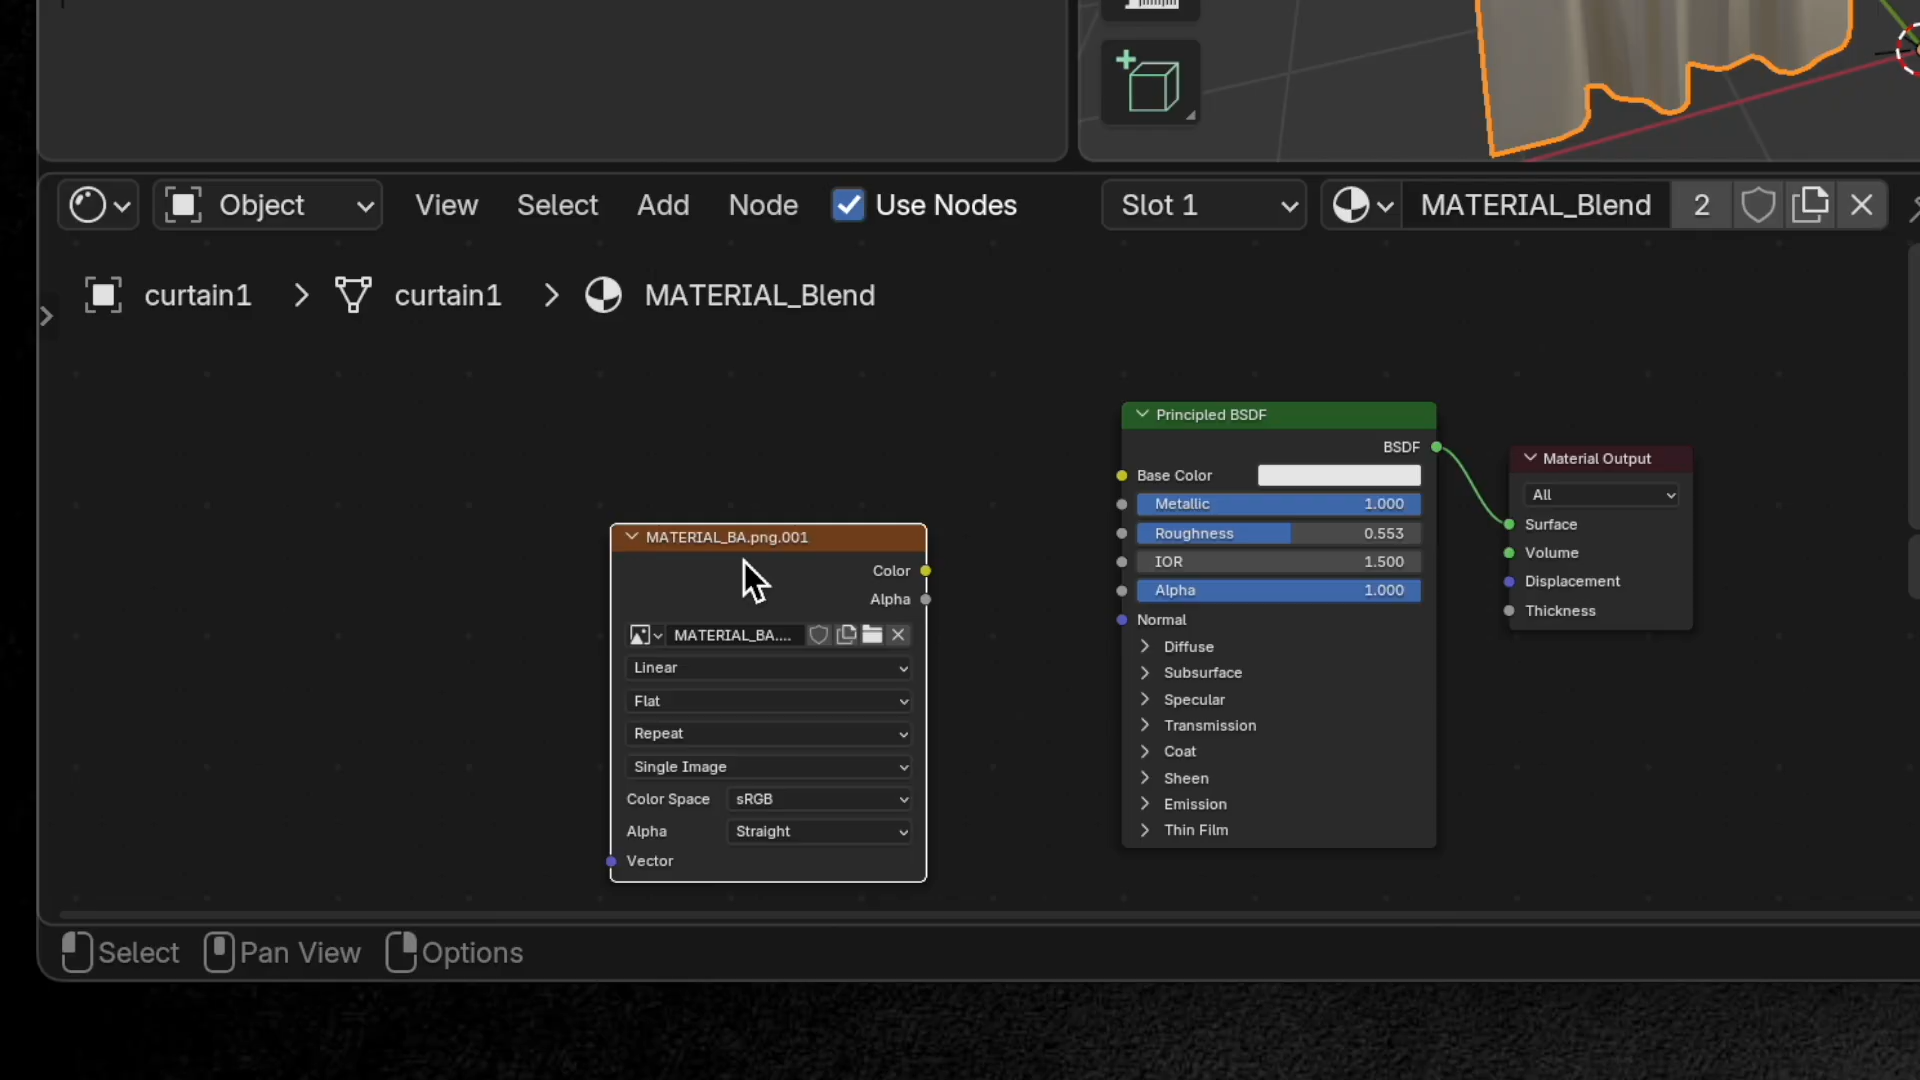 Object View Select Add Node Use Nodes Slot 1 MATERIAL_Blend 2
curtain1 curtain1 MATERIAL_Blend
MATERIAL_BA.png.001
Color
Alpha
MATERIAL_BA....
Linear
Flat
Repeat
Single Image
Color Space sRGB
Alpha Straight
Vector
Principled BSDF
BSDF
Base Color
Metallic 1.000
Roughness 0.553
IOR 1.500
Alpha 1.000
Normal
Diffuse
Subsurface
Specular
Transmission
Coat
Sheen
Emission
Thin Film
Material Output
All
Surface
Volume
Displacement
Thickness
Select Pan View Options